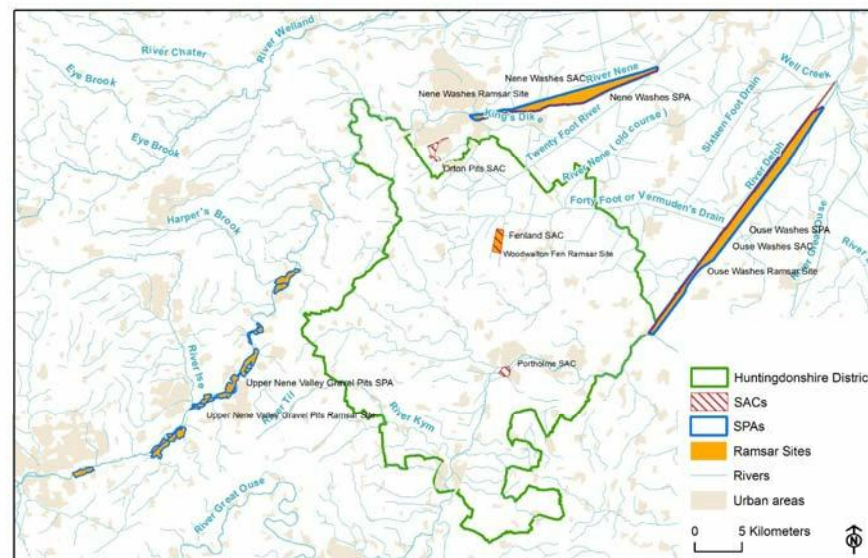 River Chater
River Welland
Eye Brook
Eye Brook
Harper's Brook
River Ise
Nene Washes SAC
River Nene
Nene Washes Ramsar Site
Nene Washes SPA
King's Dike
Twenty Foot River
River Nene ( old course )
Sixteen Foot Drain
Well Creek
River Delph
Orton Pits SAC
Forty Foot or Vermuden's Drain
Fenland SAC
Woodwalton Fen Ramsar Site
Ouse Washes SPA
Ouse Washes SAC
Ouse Washes Ramsar Site
River Great Ouse
River
Portholme SAC
Upper Nene Valley Gravel Pits SPA
Upper Nene Valley Gravel Pits Ramsar Site
River Till
River Kym
River Great Ouse
Huntingdonshire District
SACs
SPAs
Ramsar Sites
Rivers
Urban areas
0 5 Kilometers
N